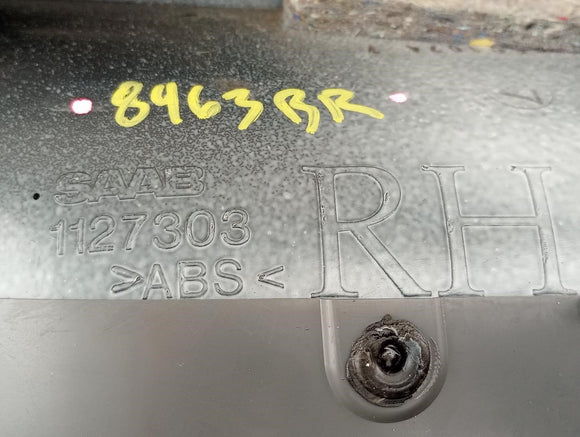 8963BR
SAAB
1127303
>ABS<
RH